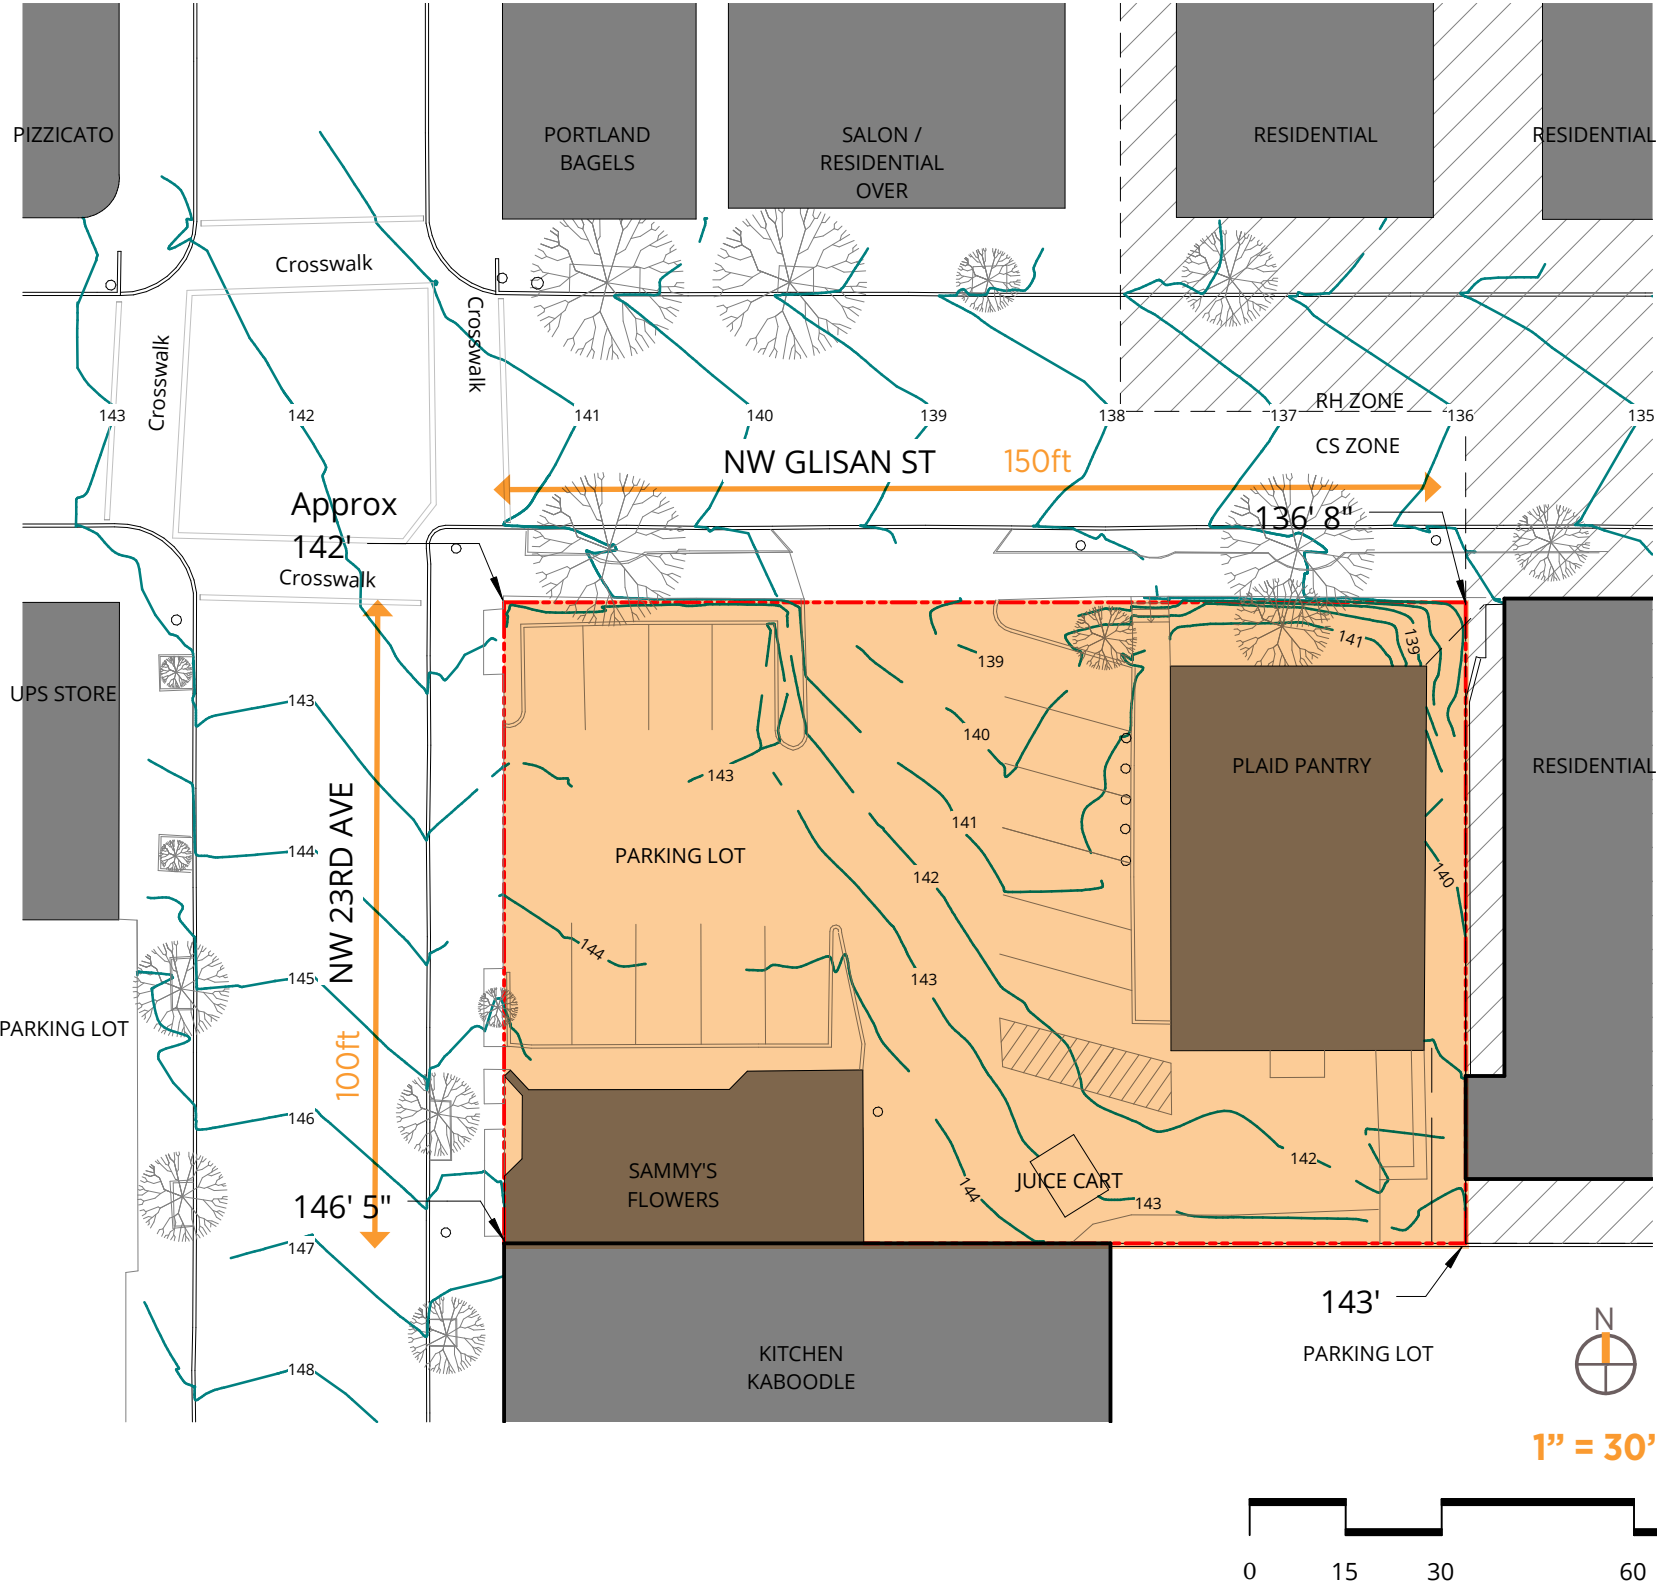 PIZZICATO
PORTLAND
BAGELS
SALON /
RESIDENTIAL
OVER
RESIDENTIAL
RESIDENTIAL
Crosswalk
Crosswalk
Crosswalk
143
142
141
140
139
138
137
136
135
RH ZONE
CS ZONE
NW GLISAN ST
150ft
Approx
142'
136' 8"
Crosswalk
UPS STORE
143
139
141
139
140
143
PLAID PANTRY
RESIDENTIAL
NW 23RD AVE
141
144
PARKING LOT
142
140
144
145
143
PARKING LOT
100ft
146
142
SAMMY'S
FLOWERS
JUICE CART
144
143
146' 5"
147
143'
N
KITCHEN
KABOODLE
PARKING LOT
148
1” = 30’
0
15
30
60